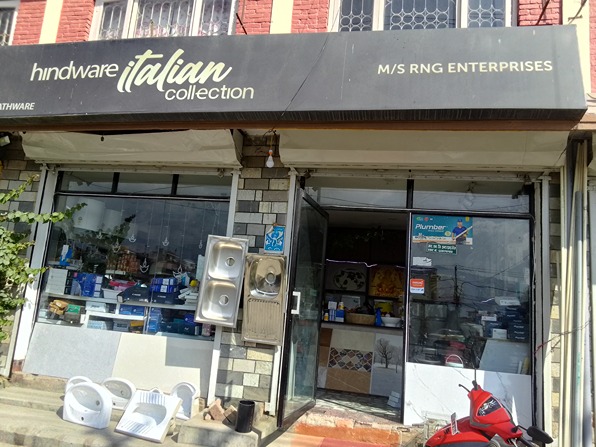 hindware italian
collection
M/S RNG ENTERPRISES
ATHWARE
Plumber